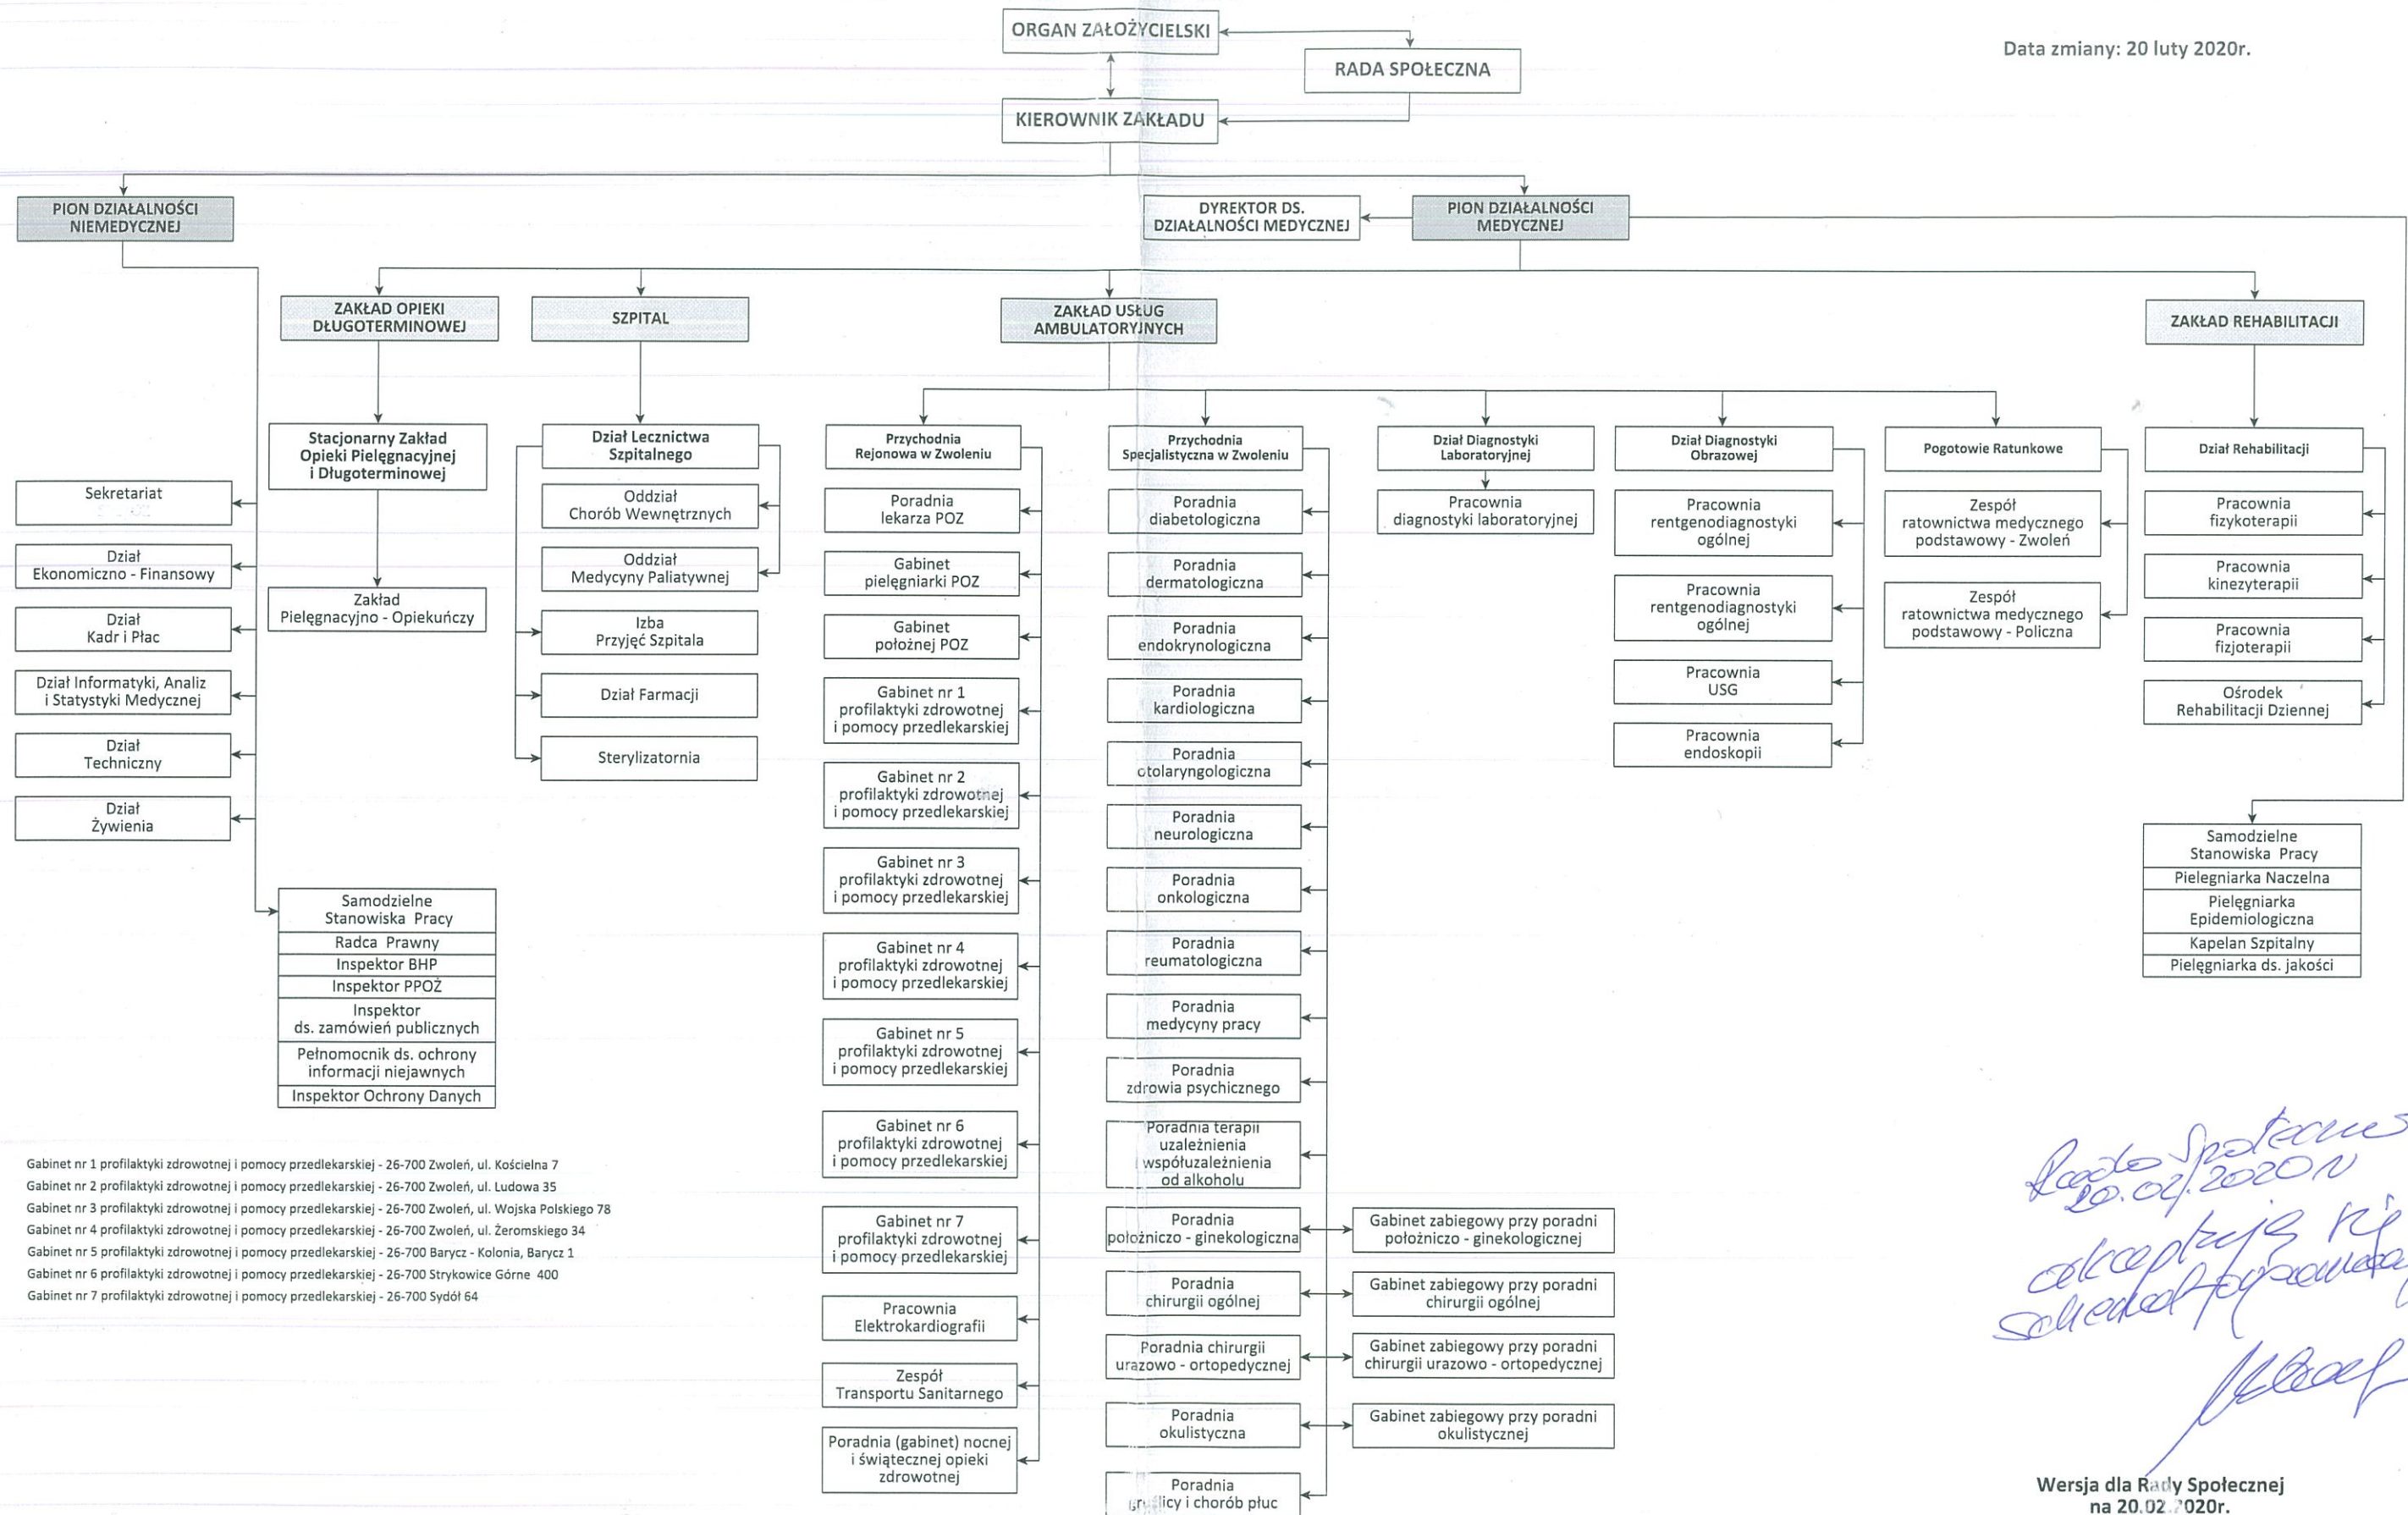 ORGAN ZAŁOŻYCIELSKI
RADA SPOŁECZNA
Data zmiany: 20 luty 2020r.
KIEROWNIK ZAKŁADU
PION DZIAŁALNOŚCI
NIEMEDYCZNEJ
DYREKTOR DS.
DZIAŁALNOŚCI MEDYCZNEJ
PION DZIAŁALNOŚCI
MEDYCZNEJ
ZAKŁAD OPIEKI
DŁUGOTERMINOWEJ
SZPITAL
ZAKŁAD USŁUG
AMBULATORYJNYCH
ZAKŁAD REHABILITACJI
Sekretariat
Dział
Ekonomiczno - Finansowy
Dział
Kadr i Płac
Dział Informatyki, Analiz
i Statystyki Medycznej
Dział
Techniczny
Dział
Żywienia
Samodzielne
Stanowiska Pracy
Radca Prawny
Inspektor BHP
Inspektor PPOŻ
Inspektor
ds. zamówień publicznych
Pełnomocnik ds. ochrony
informacji niejawnych
Inspektor Ochrony Danych
Stacjonarny Zakład
Opieki Pielęgnacyjnej
i Długoterminowej
Zakład
Pielęgnacyjno - Opiekuńczy
Dział Lecznictwa
Szpitalnego
Oddział
Chorób Wewnętrznych
Oddział
Medycyny Paliatywnej
Izba
Przyjęć Szpitala
Dział Farmacji
Sterylizatornia
Przychodnia
Rejonowa w Zwoleniu
Poradnia
lekarza POZ
Gabinet
pielęgniarki POZ
Gabinet
położnej POZ
Gabinet nr 1
profilaktyki zdrowotnej
i pomocy przedlekarskiej
Gabinet nr 2
profilaktyki zdrowotnej
i pomocy przedlekarskiej
Gabinet nr 3
profilaktyki zdrowotnej
i pomocy przedlekarskiej
Gabinet nr 4
profilaktyki zdrowotnej
i pomocy przedlekarskiej
Gabinet nr 5
profilaktyki zdrowotnej
i pomocy przedlekarskiej
Gabinet nr 6
profilaktyki zdrowotnej
i pomocy przedlekarskiej
Gabinet nr 7
profilaktyki zdrowotnej
i pomocy przedlekarskiej
Pracownia
Elektrokardiografii
Zespół
Transportu Sanitarnego
Poradnia (gabinet) nocnej
i świątecznej opieki
zdrowotnej
Przychodnia
Specjalistyczna w Zwoleniu
Poradnia
diabetologiczna
Poradnia
dermatologiczna
Poradnia
endokrynologiczna
Poradnia
kardiologiczna
Poradnia
otolaryngologiczna
Poradnia
neurologiczna
Poradnia
onkologiczna
Poradnia
reumatologiczna
Poradnia
medycyny pracy
Poradnia
zdrowia psychicznego
Poradnia terapii
uzależnienia
i współuzależnienia
od alkoholu
Poradnia
położniczo - ginekologiczna
Gabinet zabiegowy przy poradni
położniczo - ginekologicznej
Poradnia
chirurgii ogólnej
Gabinet zabiegowy przy poradni
chirurgii ogólnej
Poradnia chirurgii
urazowo - ortopedycznej
Gabinet zabiegowy przy poradni
chirurgii urazowo - ortopedycznej
Poradnia
okulistyczna
Gabinet zabiegowy przy poradni
okulistycznej
Poradnia
gruźlicy i chorób płuc
Dział Diagnostyki
Laboratoryjnej
Pracownia
diagnostyki laboratoryjnej
Dział Diagnostyki
Obrazowej
Pracownia
rentgenodiagnostyki
ogólnej
Pracownia
rentgenodiagnostyki
ogólnej
Pracownia
USG
Pracownia
endoskopii
Pogotowie Ratunkowe
Zespół
ratownictwa medycznego
podstawowy - Zwoleń
Zespół
ratownictwa medycznego
podstawowy - Policzna
Dział Rehabilitacji
Pracownia
fizykoterapii
Pracownia
kinezyterapii
Pracownia
fizjoterapii
Ośrodek
Rehabilitacji Dziennej
Samodzielne
Stanowiska Pracy
Pielegniarka Naczelna
Pielęgniarka
Epidemiologiczna
Kapelan Szpitalny
Pielęgniarka ds. jakości
Gabinet nr 1 profilaktyki zdrowotnej i pomocy przedlekarskiej - 26-700 Zwoleń, ul. Kościelna 7
Gabinet nr 2 profilaktyki zdrowotnej i pomocy przedlekarskiej - 26-700 Zwoleń, ul. Ludowa 35
Gabinet nr 3 profilaktyki zdrowotnej i pomocy przedlekarskiej - 26-700 Zwoleń, ul. Wojska Polskiego 78
Gabinet nr 4 profilaktyki zdrowotnej i pomocy przedlekarskiej - 26-700 Zwoleń, ul. Żeromskiego 34
Gabinet nr 5 profilaktyki zdrowotnej i pomocy przedlekarskiej - 26-700 Barycz - Kolonia, Barycz 1
Gabinet nr 6 profilaktyki zdrowotnej i pomocy przedlekarskiej - 26-700 Strykowice Górne 400
Gabinet nr 7 profilaktyki zdrowotnej i pomocy przedlekarskiej - 26-700 Sydół 64
Rada
20.02.2020
schemat
Wersja dla Rady Społecznej
na 20.02.2020r.